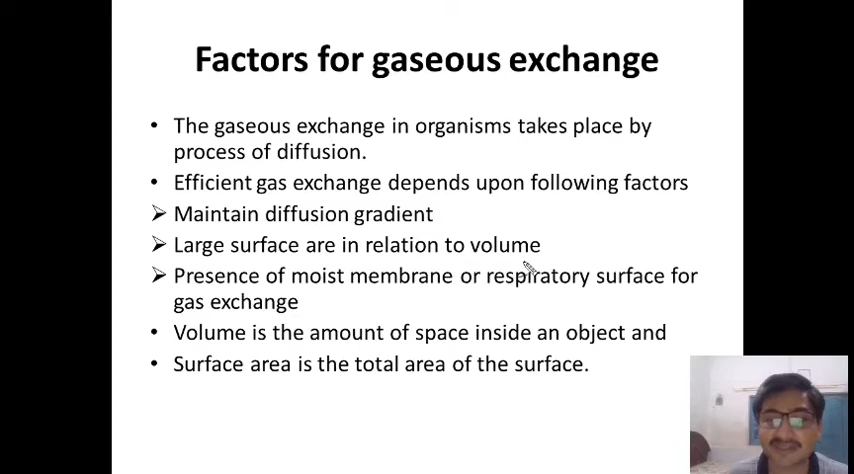 Factors for gaseous exchange
• The gaseous exchange in organisms takes place by
process of diffusion.
• Efficient gas exchange depends upon following factors
➢ Maintain diffusion gradient
➢ Large surface are in relation to volume
➢ Presence of moist membrane or respiratory surface for
gas exchange
• Volume is the amount of space inside an object and
• Surface area is the total area of the surface.